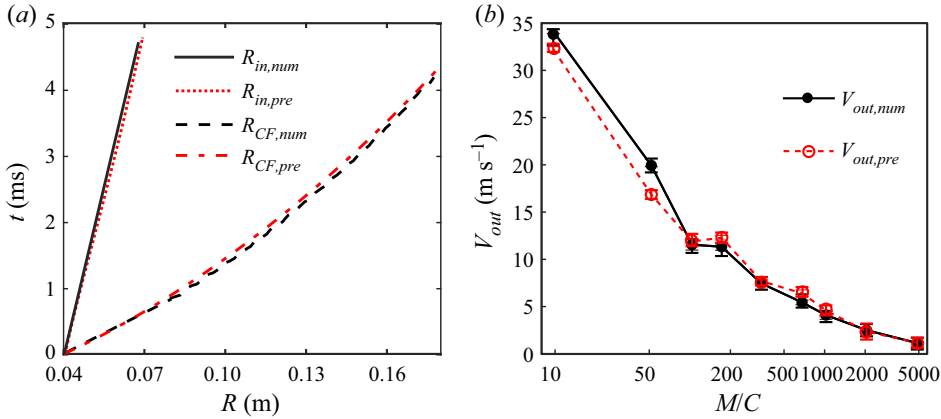 (a)
5
4
3
2
1
0
t (ms)
0.04
0.07
0.10
0.13
0.16
R (m)
R_in,num
R_in,pre
R_CF,num
R_CF,pre
(b)
40
35
30
25
20
15
10
5
0
V_out (m s⁻¹)
10
50
200
500
1000
2000
5000
M/C
V_out,num
V_out,pre